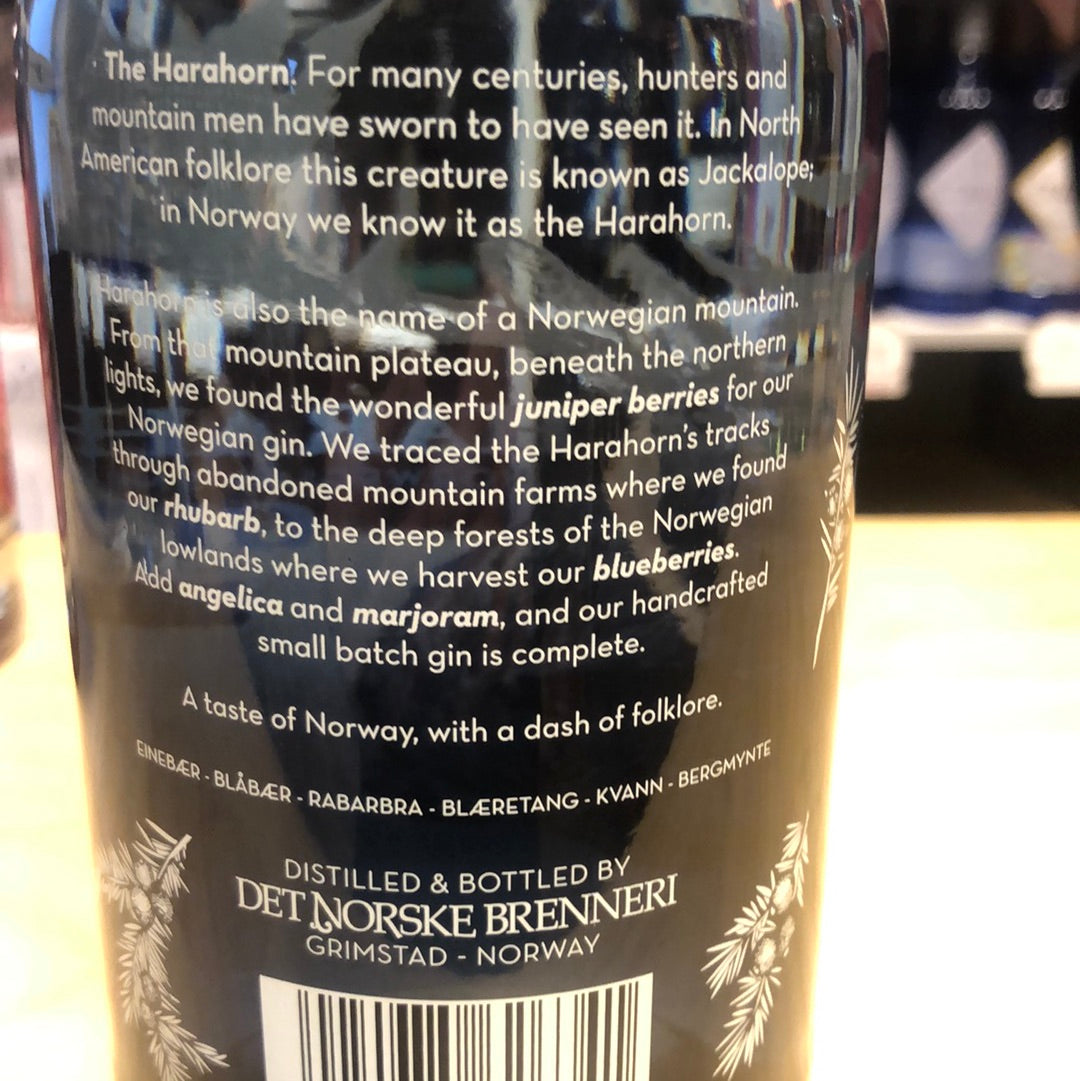 The Harahorn! For many centuries, hunters and
mountain men have sworn to have seen it. In North
American folklore this creature is known as Jackalope;
in Norway we know it as the Harahorn.
Harahorn is also the name of a Norwegian mountain.
From that mountain plateau, beneath the northern
lights, we found the wonderful juniper berries for our
Norwegian gin. We traced the Harahorn's tracks
through abandoned mountain farms where we found
our rhubarb, to the deep forests of the Norwegian
lowlands where we harvest our blueberries.
Add angelica and marjoram, and our handcrafted
small batch gin is complete.
A taste of Norway, with a dash of folklore.
EINEBÆR - BLÅBÆR - RABARBRA - BLÆRETANG - KVANN - BERGMYNTE
DISTILLED & BOTTLED BY
DET NORSKE BRENNERI
GRIMSTAD - NORWAY